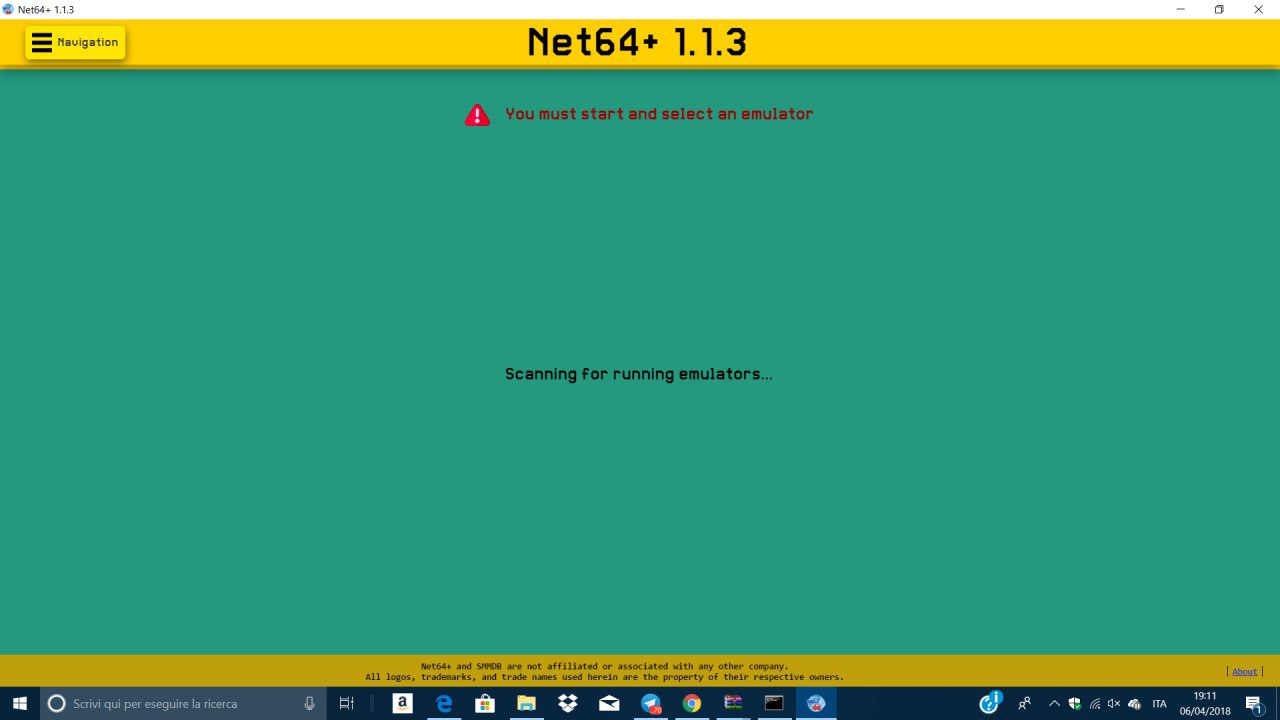 Net64+ 1.1.3
Navigation
Net64+ 1.1.3
You must start and select an emulator
Scanning for running emulators...
Net64+ and SMMDB are not affiliated or associated with any other company.
All logos, trademarks, and trade names used herein are the property of their respective owners.
| About |
Scrivi qui per eseguire la ricerca
a
70
ITA
19:11
06/04/2018
1